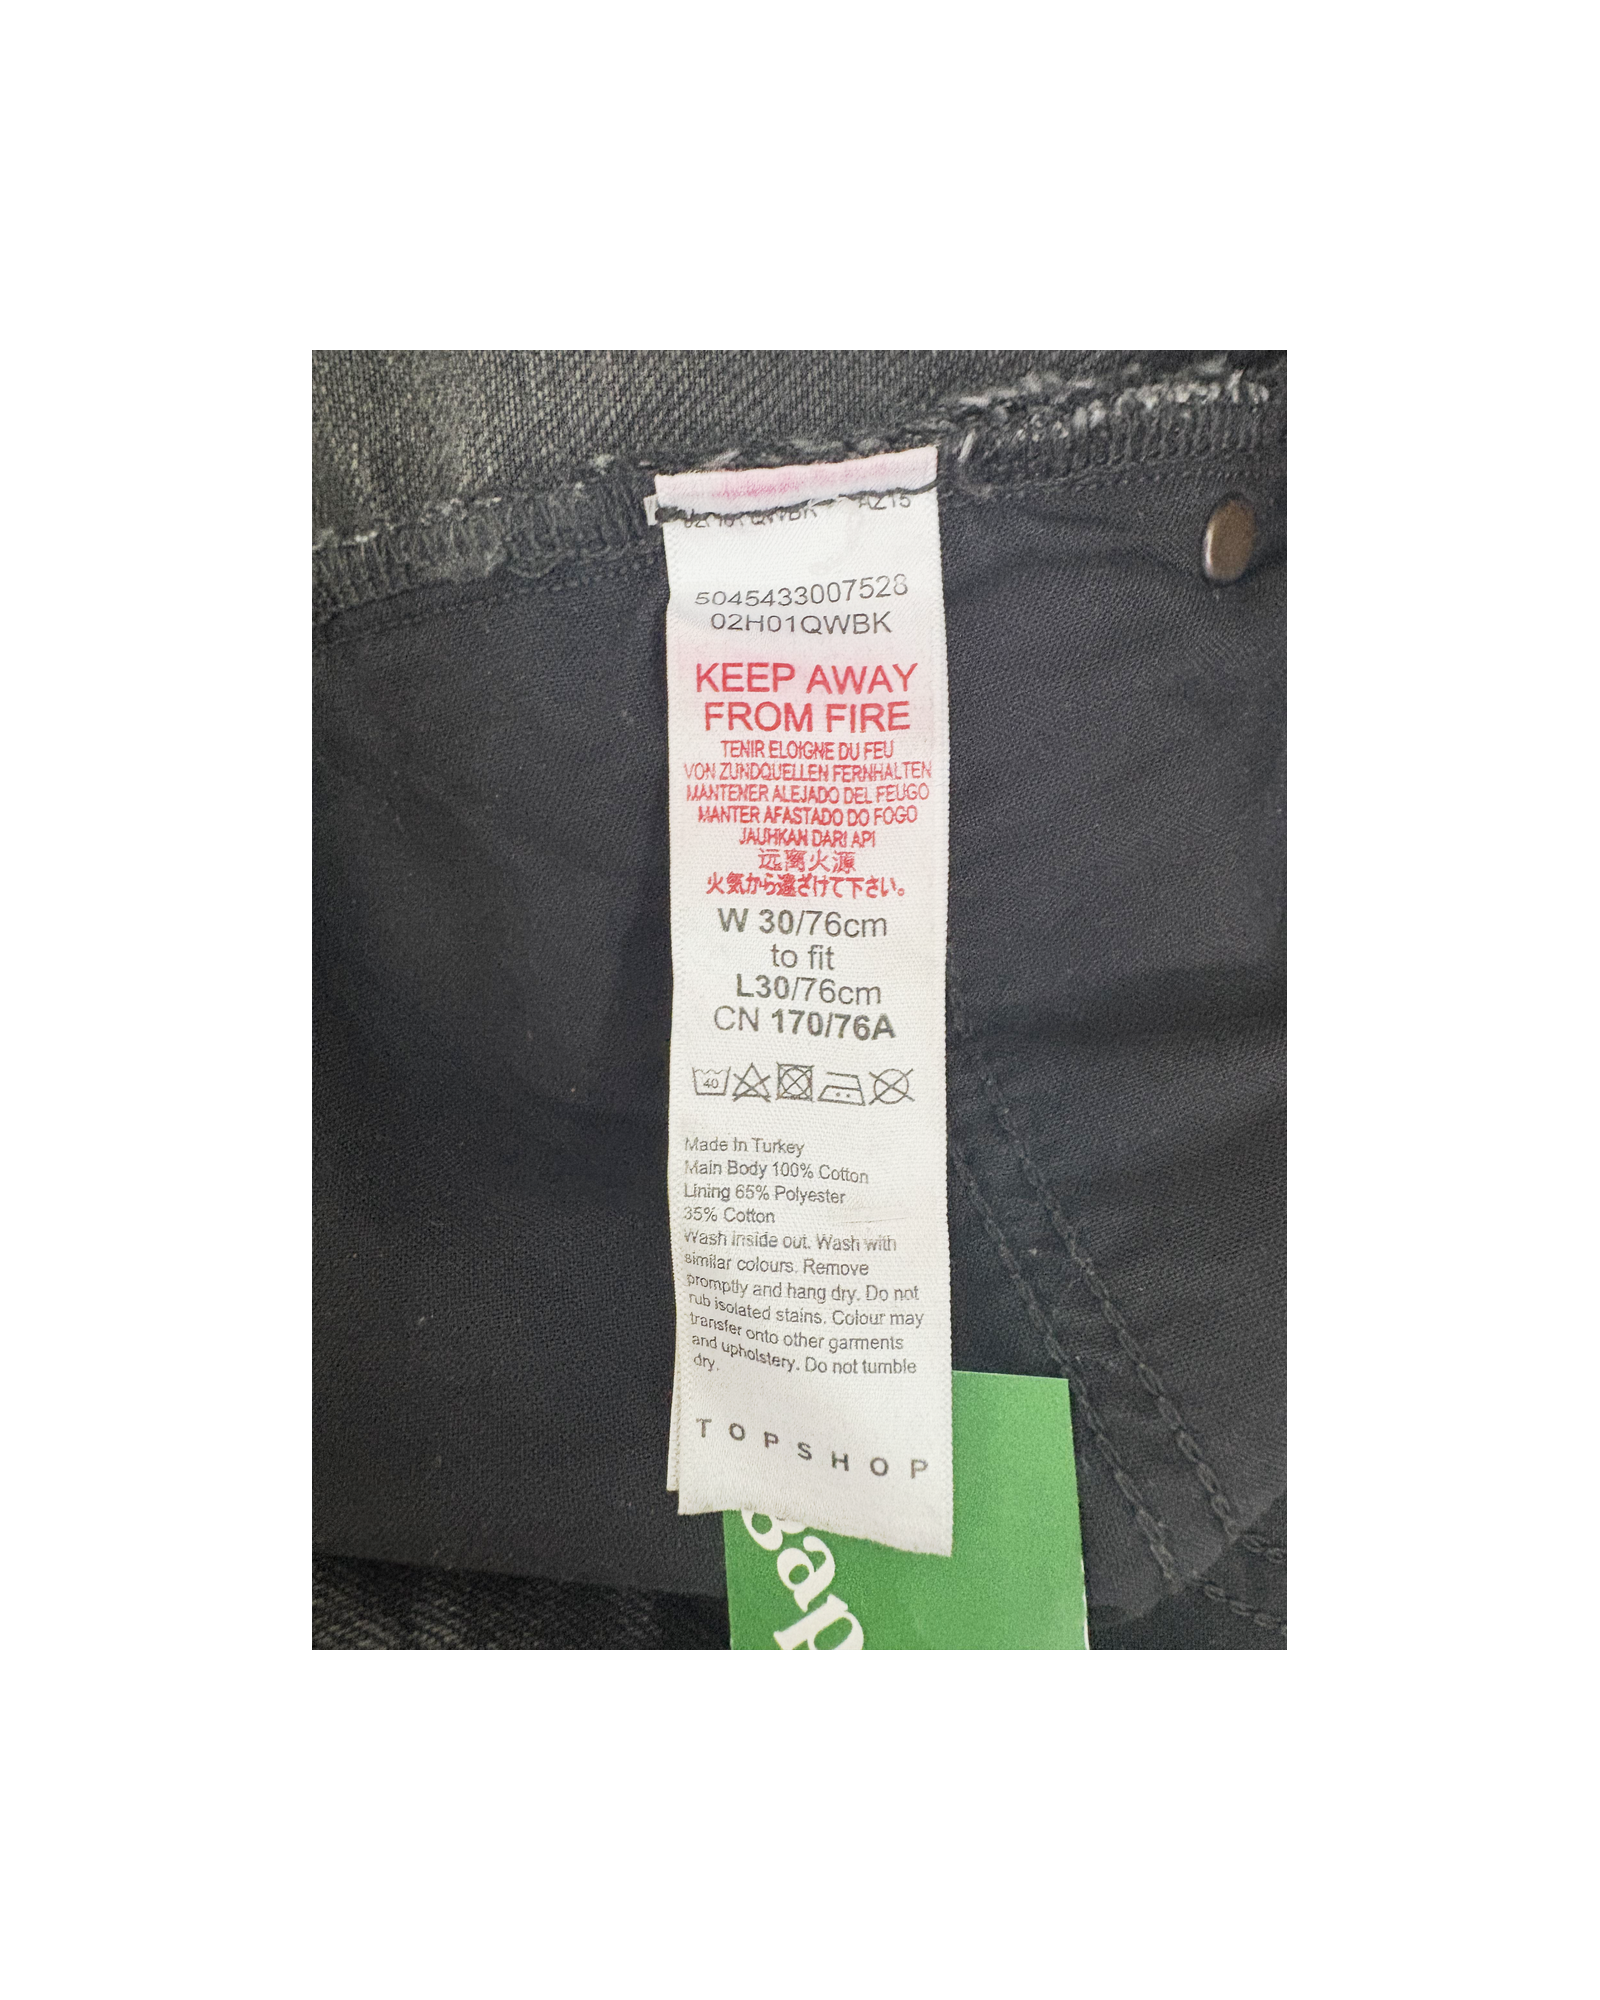 AZ15
5045433007528
02H01QWBK
KEEP AWAY
FROM FIRE
TENIR ELOIGNE DU FEU
VON ZUNDQUELLEN FERNHALTEN
MANTENER ALEJADO DEL FEUGO
MANTER AFASTADO DO FOGO
JAUHKAN DARI API
远离火源
火気から遠ざけて下さい。
W 30/76cm
to fit
L30/76cm
CN 170/76A
40
Made In Turkey
Main Body 100% Cotton
Lining 65% Polyester
35% Cotton
Wash inside out. Wash with
similar colours. Remove
promptly and hang dry. Do not
rub isolated stains. Colour may
transfer onto other garments
and upholstery. Do not tumble
dry.
TOPSHOP
gap